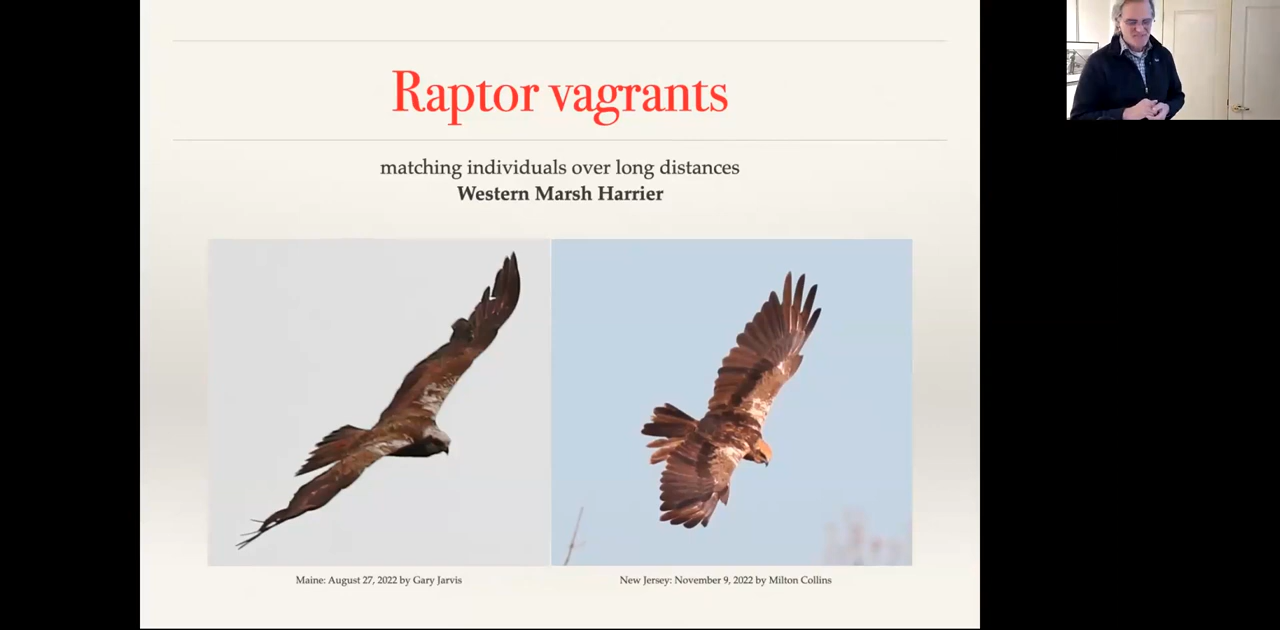 Raptor vagrants
matching individuals over long distances
Western Marsh Harrier
Maine: August 27, 2022 by Gary Jarvis
New Jersey: November 9, 2022 by Milton Collins